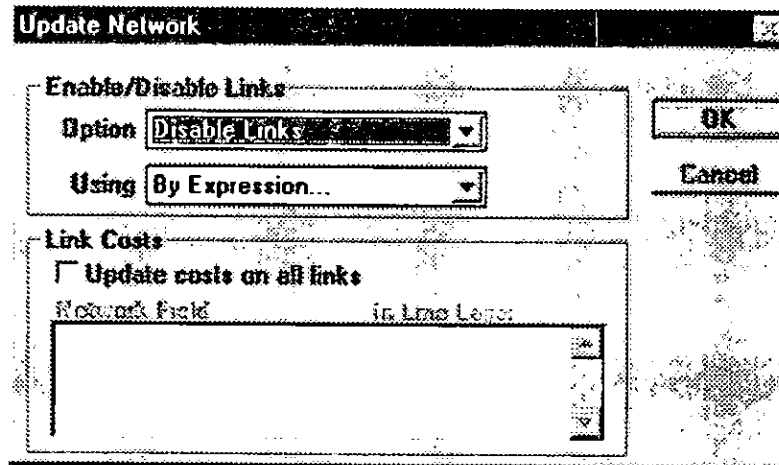 Update Network
Enable/Disable Links
Option Disable Links
Using By Expression...
OK
Cancel
Link Costs
Update costs on all links
Network Field in Line Layer